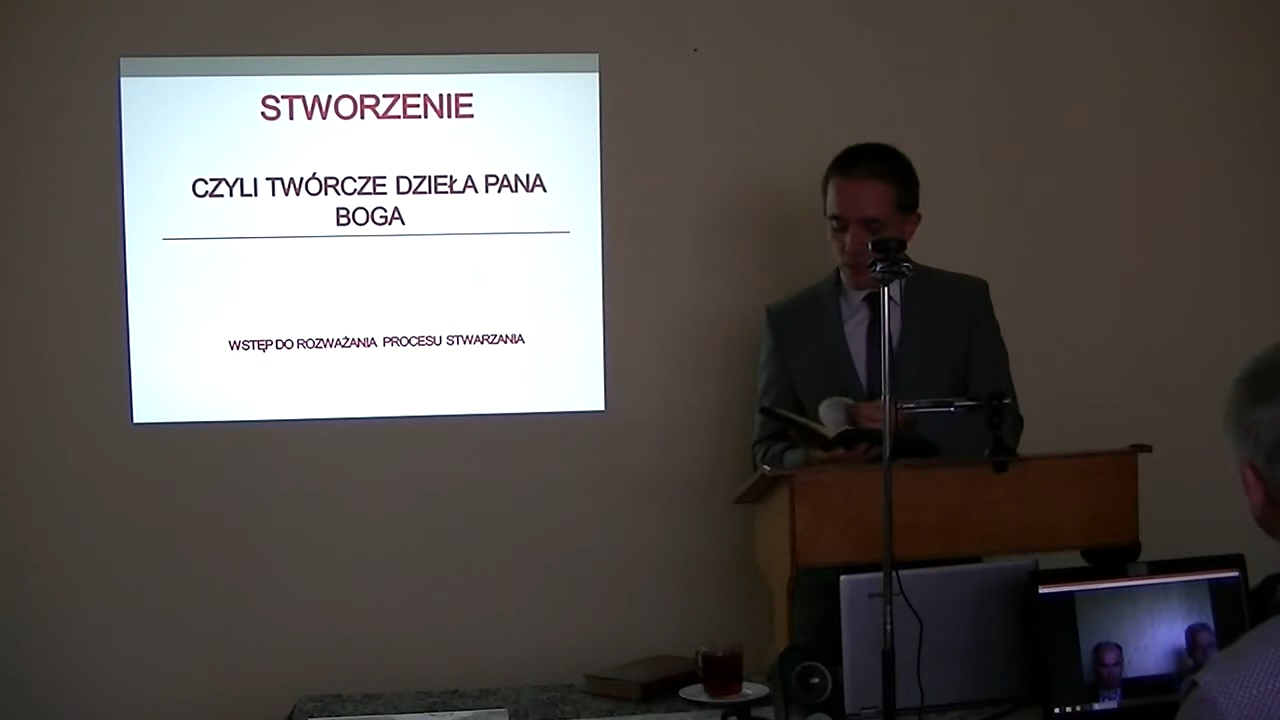 STWORZENIE
CZYLI TWÓRCZE DZIEŁA PANA
BOGA
WSTĘP DO ROZWAŻANIA PROCESU STWARZANIA